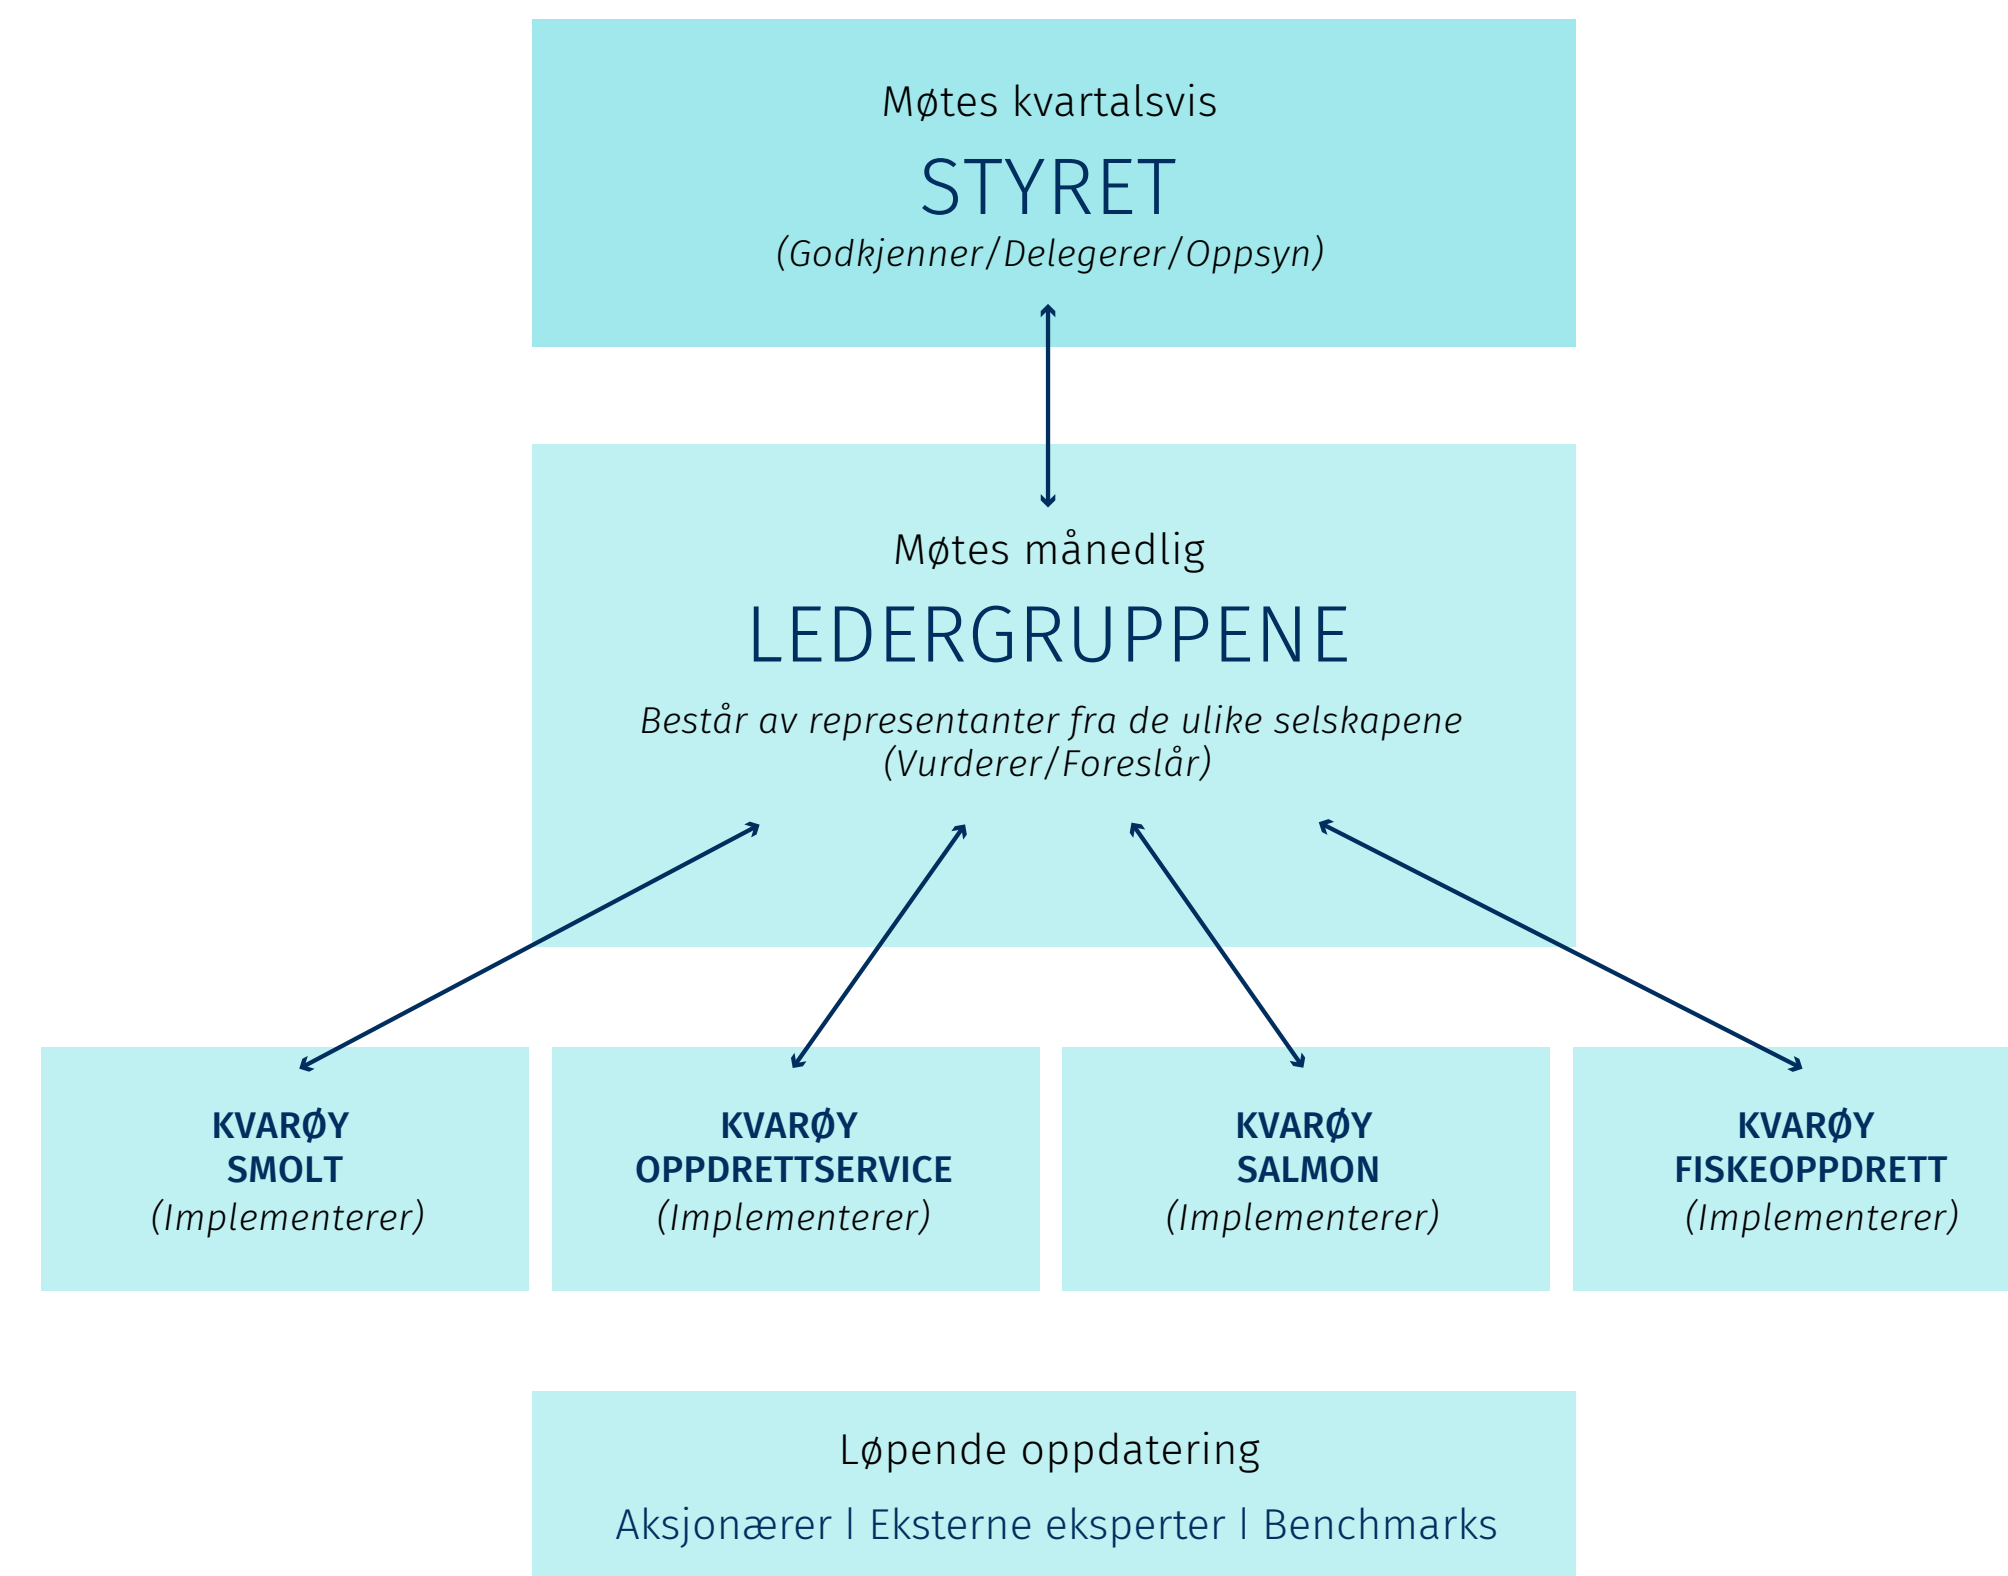 Møtes kvartalsvis
STYRET
(Godkjenner/Delegerer/Oppsyn)
Møtes månedlig
LEDERGRUPPENE
Består av representanter fra de ulike selskapene
(Vurderer/Foreslår)
KVARØY
SMOLT
(Implementerer)
KVARØY
OPPDRETTSERVICE
(Implementerer)
KVARØY
SALMON
(Implementerer)
KVARØY
FISKEOPPDRETT
(Implementerer)
Løpende oppdatering
Aksjonærer | Eksterne eksperter | Benchmarks